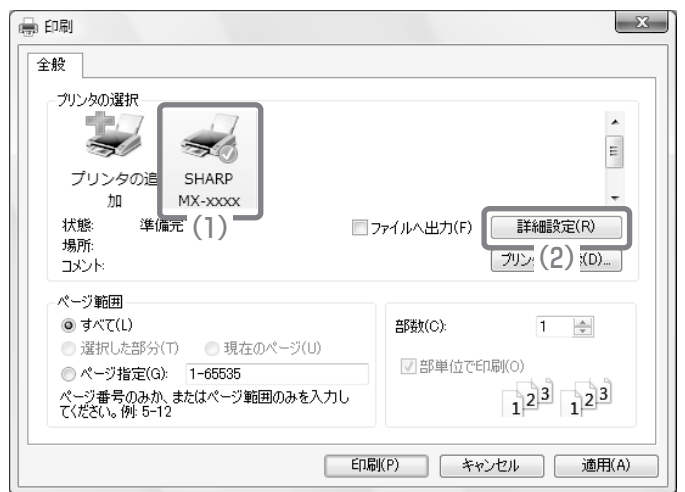 印刷
全般
プリンタの選択
プリンタの追
加
SHARP
MX-xxxx
(1)
状態: 準備完
ファイルへ出力(F)
詳細設定(R)
場所:
(2)
コメント:
(D)...
ページ範囲
すべて(L)
部数(C): 1
選択した部分(T) 現在のページ(U)
部単位で印刷(O)
ページ指定(G): 1-65535
ページ番号のみか、またはページ範囲のみを入力し
てください。例: 5-12
1 2 3 1 2 3
印刷(P) キャンセル 適用(A)